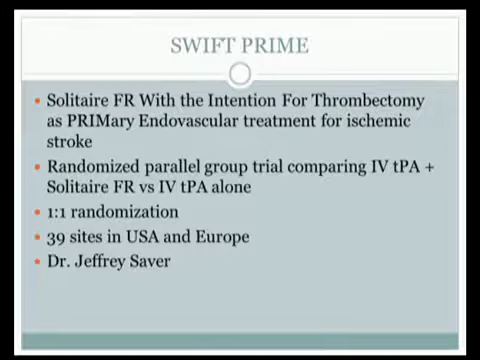 SWIFT PRIME
• Solitaire FR With the Intention For Thrombectomy
as PRIMary Endovascular treatment for ischemic
stroke
• Randomized parallel group trial comparing IV tPA +
Solitaire FR vs IV tPA alone
• 1:1 randomization
• 39 sites in USA and Europe
• Dr. Jeffrey Saver